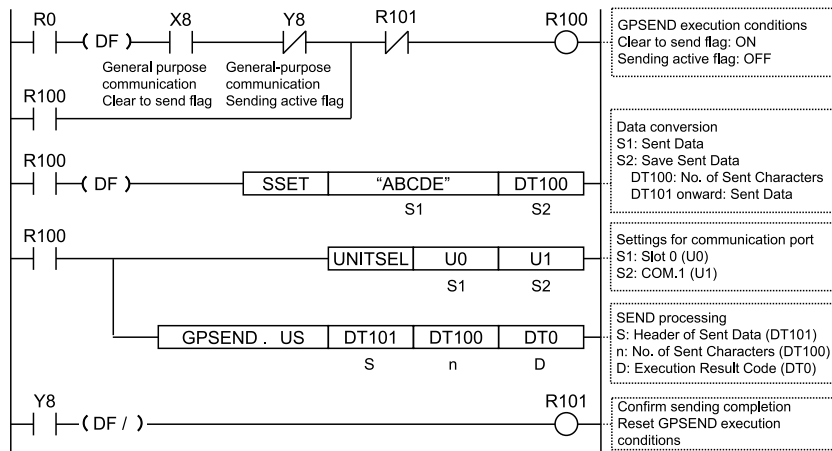 R0 X8 Y8 R101 R100
( DF )
General purpose
communication
Clear to send flag
General-purpose
communication
Sending active flag
GPSEND execution conditions
Clear to send flag: ON
Sending active flag: OFF
R100
R100
( DF )
SSET "ABCDE" DT100
S1 S2
Data conversion
S1: Sent Data
S2: Save Sent Data
DT100: No. of Sent Characters
DT101 onward: Sent Data
R100
UNITSEL U0 U1
S1 S2
Settings for communication port
S1: Slot 0 (U0)
S2: COM.1 (U1)
GPSEND . US DT101 DT100 DT0
S n D
SEND processing
S: Header of Sent Data (DT101)
n: No. of Sent Characters (DT100)
D: Execution Result Code (DT0)
Y8 R101
( DF / )
Confirm sending completion
Reset GPSEND execution
conditions